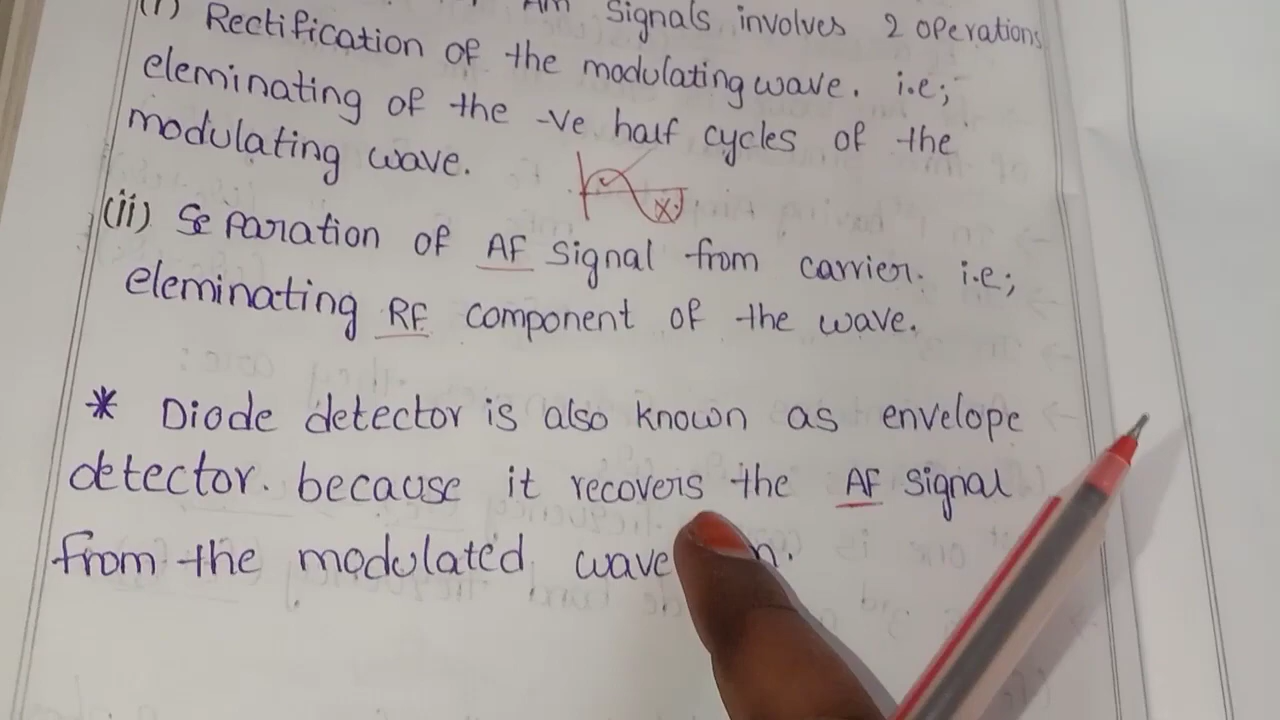 (i) AM Signals involves 2 operations
Rectification of the modulating wave. i.e;
eleminating of the -ve half cycles of the
modulating wave.
(ii) Separation of AF signal from carrier. i.e;
eleminating RF component of the wave.
* Diode detector is also known as envelope
detector. because it recovers the AF signal
from the modulated wave